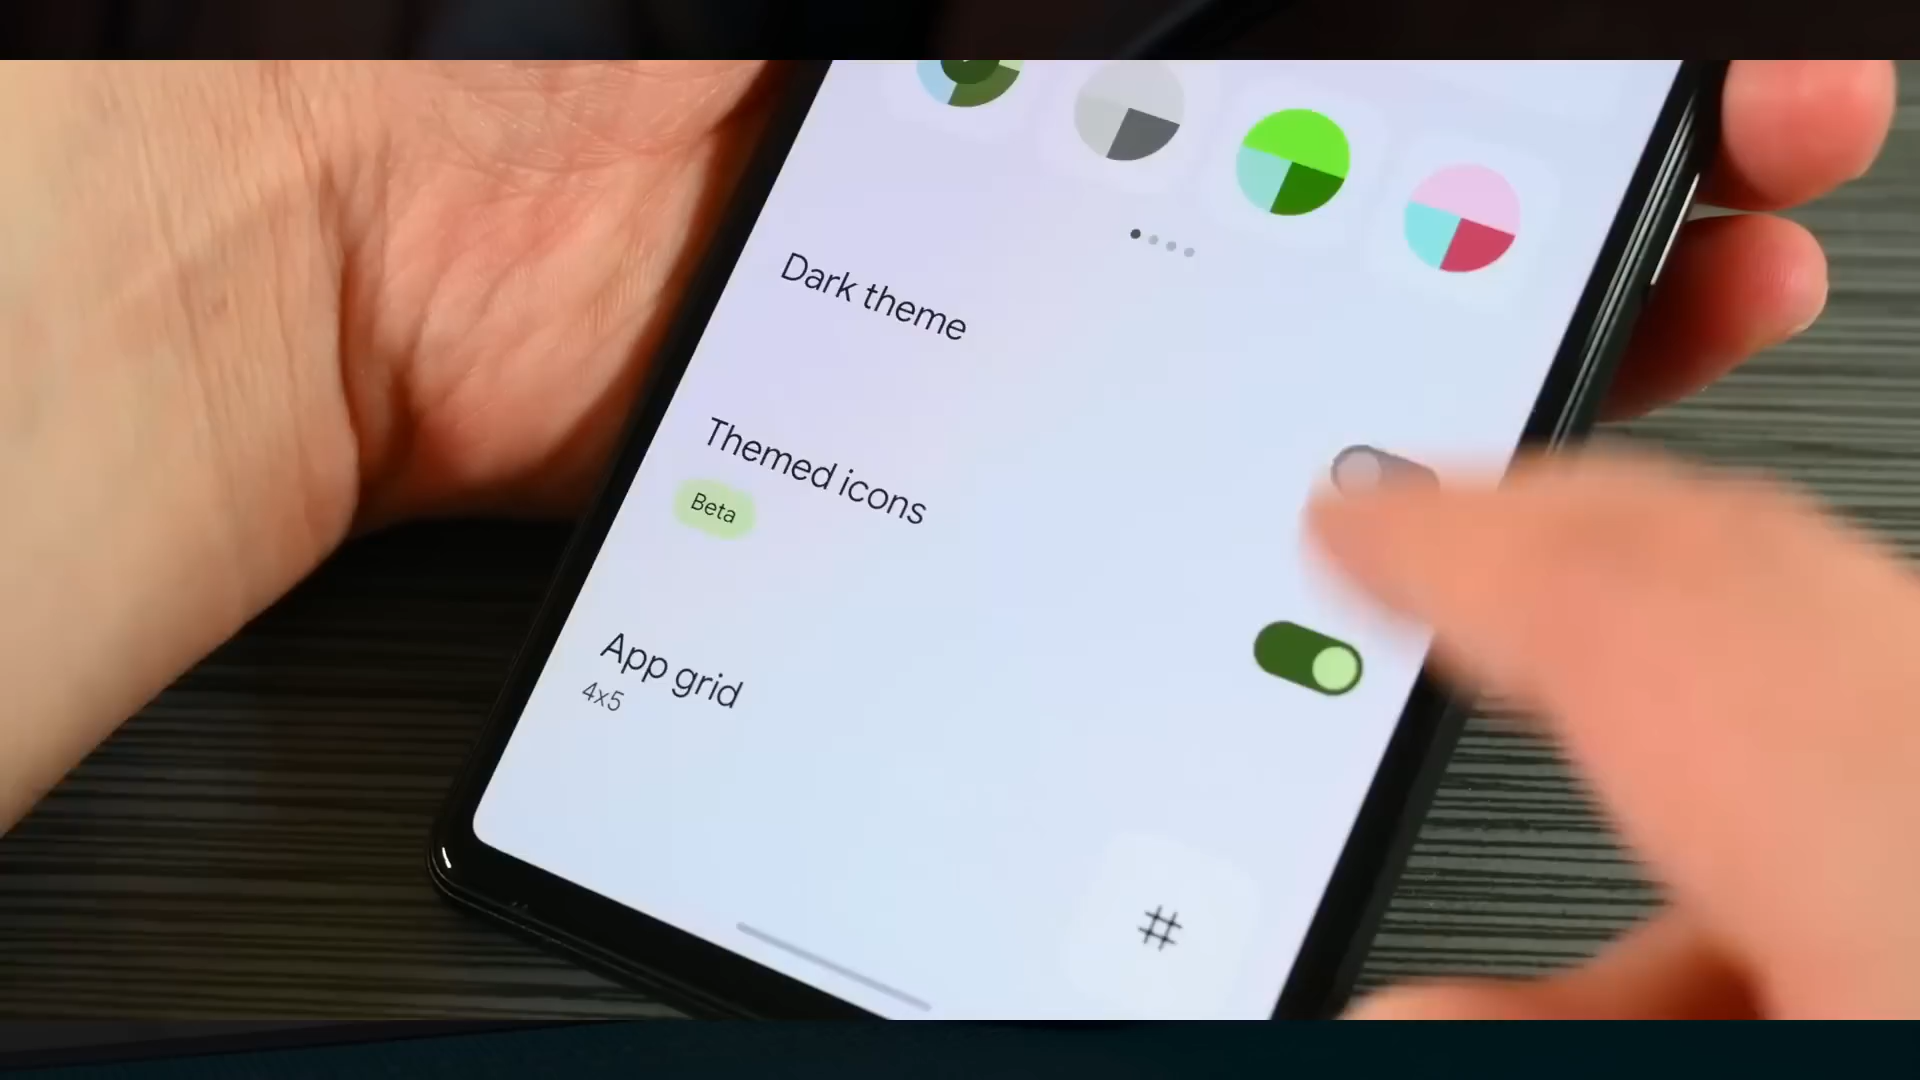 Dark theme
Themed icons
Beta
App grid
4x5
#